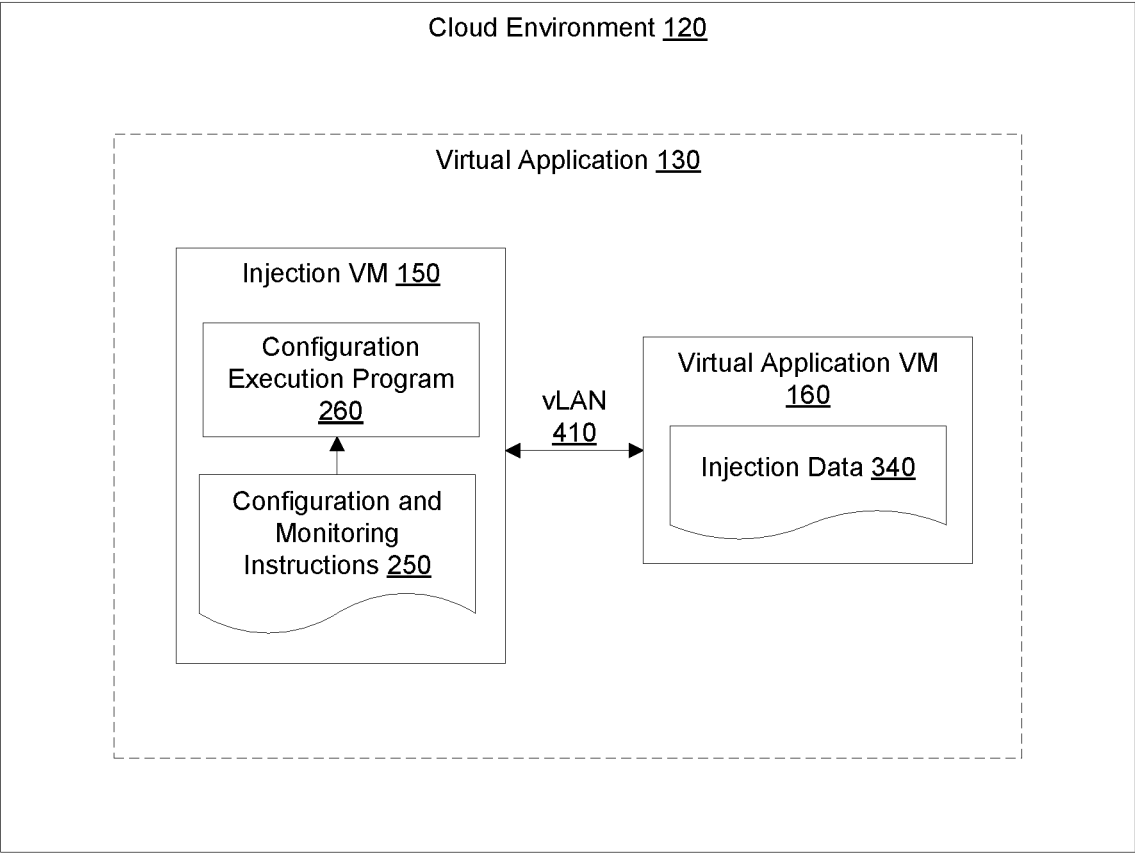 Cloud Environment 120
Virtual Application 130
Injection VM 150
Configuration
Execution Program
260
Configuration and
Monitoring
Instructions 250
vLAN
410
Virtual Application VM
160
Injection Data 340